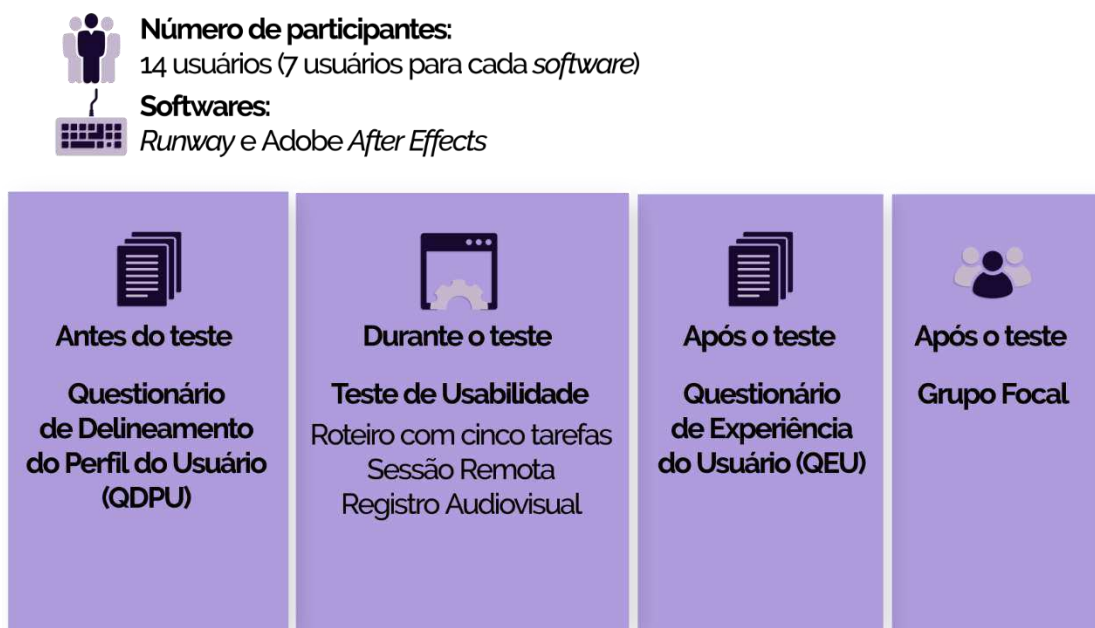 Número de participantes:
14 usuários (7 usuários para cada software)
Softwares:
Runway e Adobe After Effects
Antes do teste
Questionário
de Delineamento
do Perfil do Usuário
(QDPU)
Durante o teste
Teste de Usabilidade
Roteiro com cinco tarefas
Sessão Remota
Registro Audiovisual
Após o teste
Questionário
de Experiência
do Usuário (QEU)
Após o teste
Grupo Focal